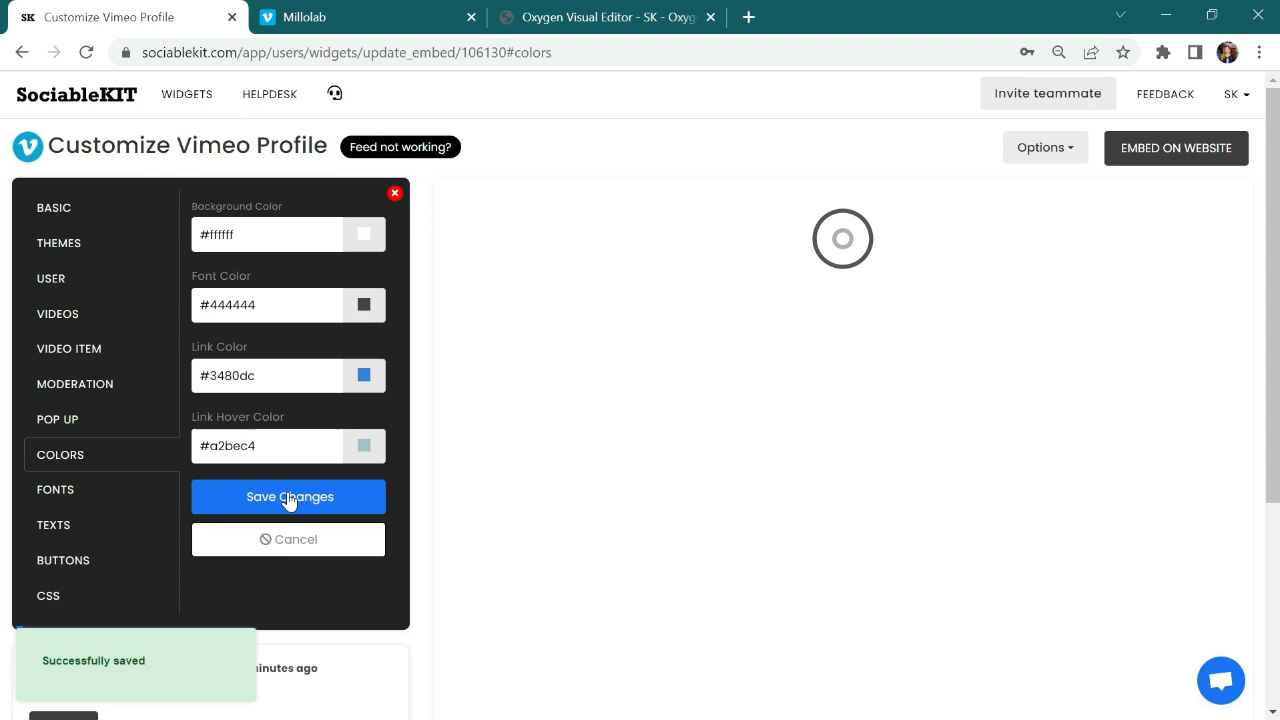 SK Customize Vimeo Profile
Millolab
Oxygen Visual Editor - SK - Oxyg
sociablekit.com/app/users/widgets/update_embed/106130#colors
SociableKIT
WIDGETS
HELPDESK
Invite teammate
FEEDBACK
SK
Customize Vimeo Profile
Feed not working?
Options
EMBED ON WEBSITE
BASIC
THEMES
USER
VIDEOS
VIDEO ITEM
MODERATION
POP UP
COLORS
FONTS
TEXTS
BUTTONS
CSS
Background Color
#ffffff
Font Color
#444444
Link Color
#3480dc
Link Hover Color
#a2bec4
Save Changes
Cancel
Successfully saved
minutes ago